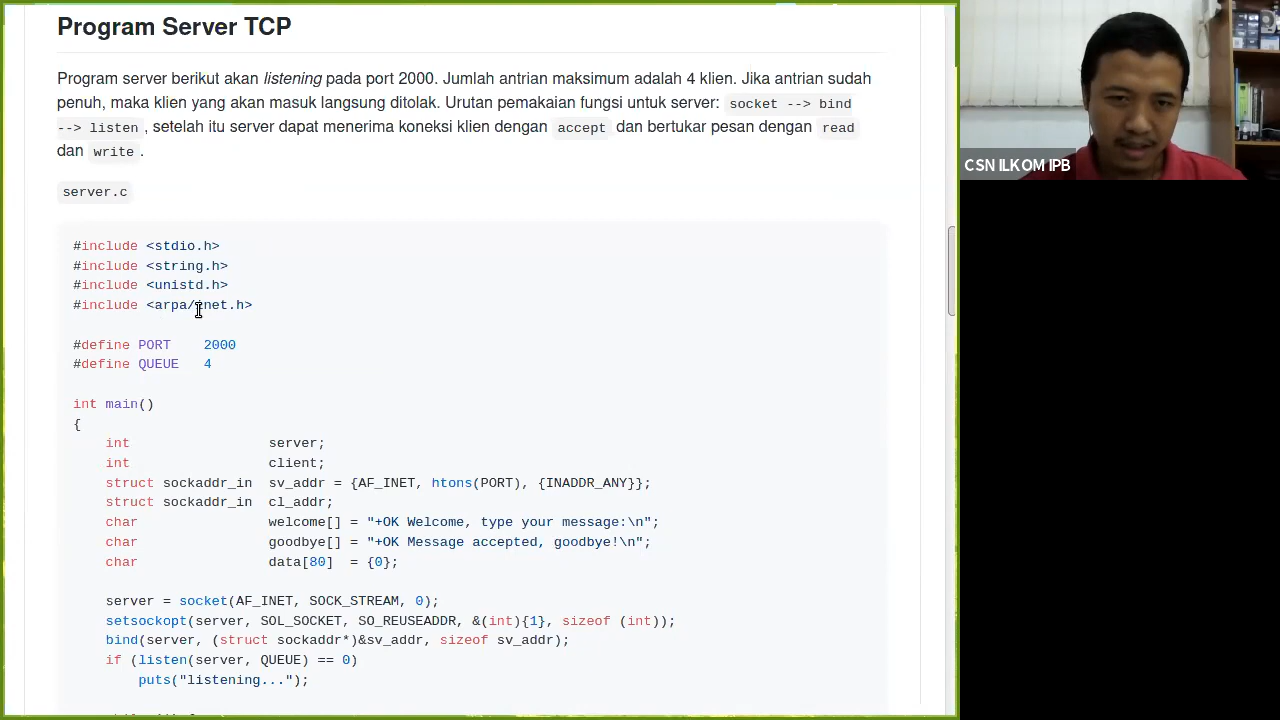 Program Server TCP
Program server berikut akan listening pada port 2000. Jumlah antrian maksimum adalah 4 klien. Jika antrian sudah
penuh, maka klien yang akan masuk langsung ditolak. Urutan pemakaian fungsi untuk server: socket --> bind
--> listen , setelah itu server dapat menerima koneksi klien dengan accept dan bertukar pesan dengan read
dan write .
server.c
#include <stdio.h>
#include <string.h>
#include <unistd.h>
#include <arpa/inet.h>
#define PORT    2000
#define QUEUE   4
int main()
{
    int                 server;
    int                 client;
    struct sockaddr_in  sv_addr = {AF_INET, htons(PORT), {INADDR_ANY}};
    struct sockaddr_in  cl_addr;
    char                welcome[] = "+OK Welcome, type your message:\n";
    char                goodbye[] = "+OK Message accepted, goodbye!\n";
    char                data[80]  = {0};
    server = socket(AF_INET, SOCK_STREAM, 0);
    setsockopt(server, SOL_SOCKET, SO_REUSEADDR, &(int){1}, sizeof (int));
    bind(server, (struct sockaddr*)&sv_addr, sizeof sv_addr);
    if (listen(server, QUEUE) == 0)
        puts("listening...");
CSN ILKOM IPB